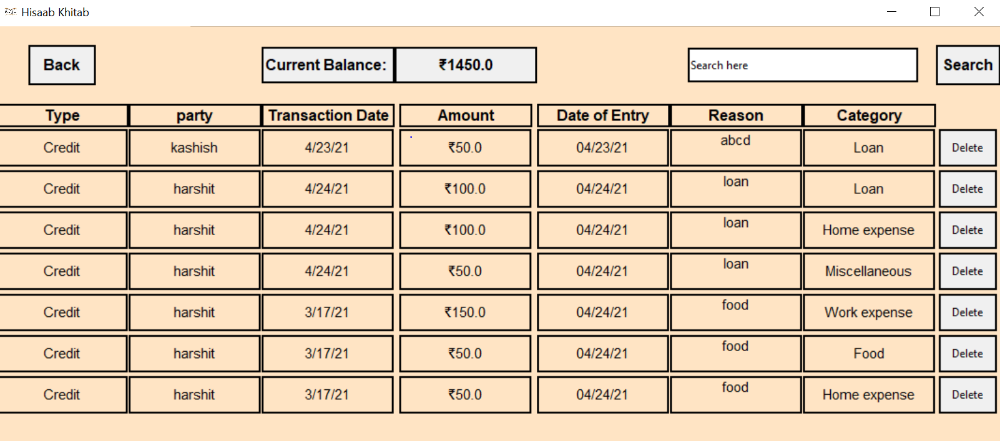 Hisaab Khitab
Back Current Balance: ₹1450.0 Search here Search
Type party Transaction Date Amount Date of Entry Reason Category
Credit kashish 4/23/21 ₹50.0 04/23/21 abcd Loan Delete
Credit harshit 4/24/21 ₹100.0 04/24/21 loan Loan Delete
Credit harshit 4/24/21 ₹100.0 04/24/21 loan Home expense Delete
Credit harshit 4/24/21 ₹50.0 04/24/21 loan Miscellaneous Delete
Credit harshit 3/17/21 ₹150.0 04/24/21 food Work expense Delete
Credit harshit 3/17/21 ₹50.0 04/24/21 food Food Delete
Credit harshit 3/17/21 ₹50.0 04/24/21 food Home expense Delete